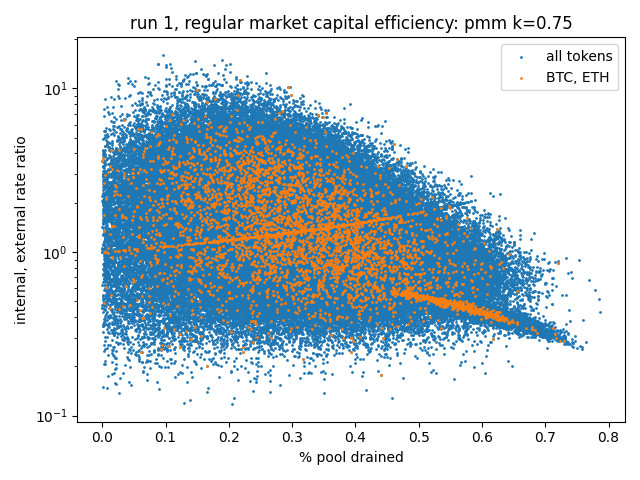 run 1, regular market capital efficiency: pmm k=0.75
all tokens
BTC, ETH
internal, external rate ratio
10¹
10⁰
10⁻¹
0.0 0.1 0.2 0.3 0.4 0.5 0.6 0.7 0.8
% pool drained